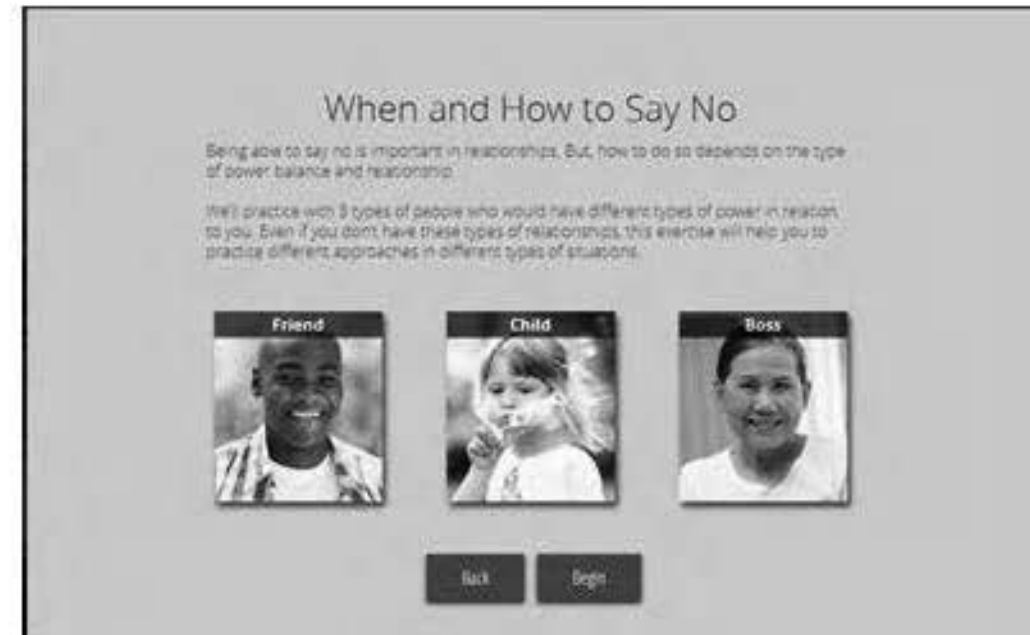 When and How to Say No
Being able to say no is important in relationships. But, how to do so depends on the type
of power balance and relationship.
We'll practice with 3 types of people who would have different types of power in relation
to you. Even if you don't have these types of relationships, this exercise will help you to
practice different approaches in different types of situations.
Friend
Child
Boss
Back
Begin